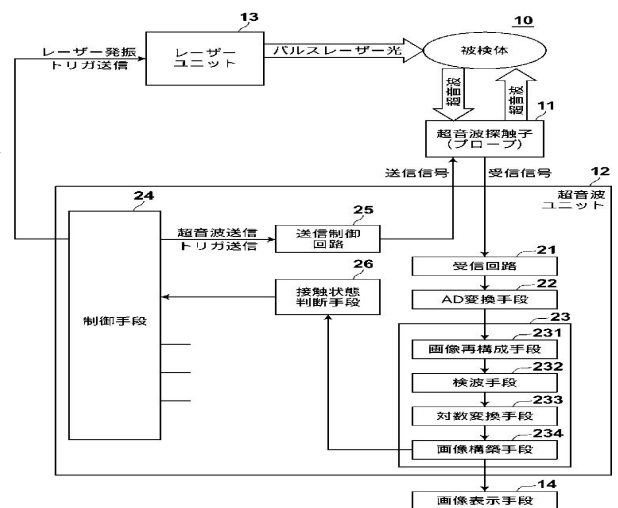 13
10
レーザー発振
トリガ送信
レーザー
ユニット
パルスレーザー光
被検体
超音波
超音波
11
超音波探触子
(プローブ)
送信信号
受信信号
12
超音波
ユニット
24
超音波送信
トリガ送信
25
送信制御
回路
21
受信回路
26
接触状態
判断手段
22
AD変換手段
制御手段
23
231
画像再構成手段
232
検波手段
233
対数変換手段
234
画像構築手段
14
画像表示手段